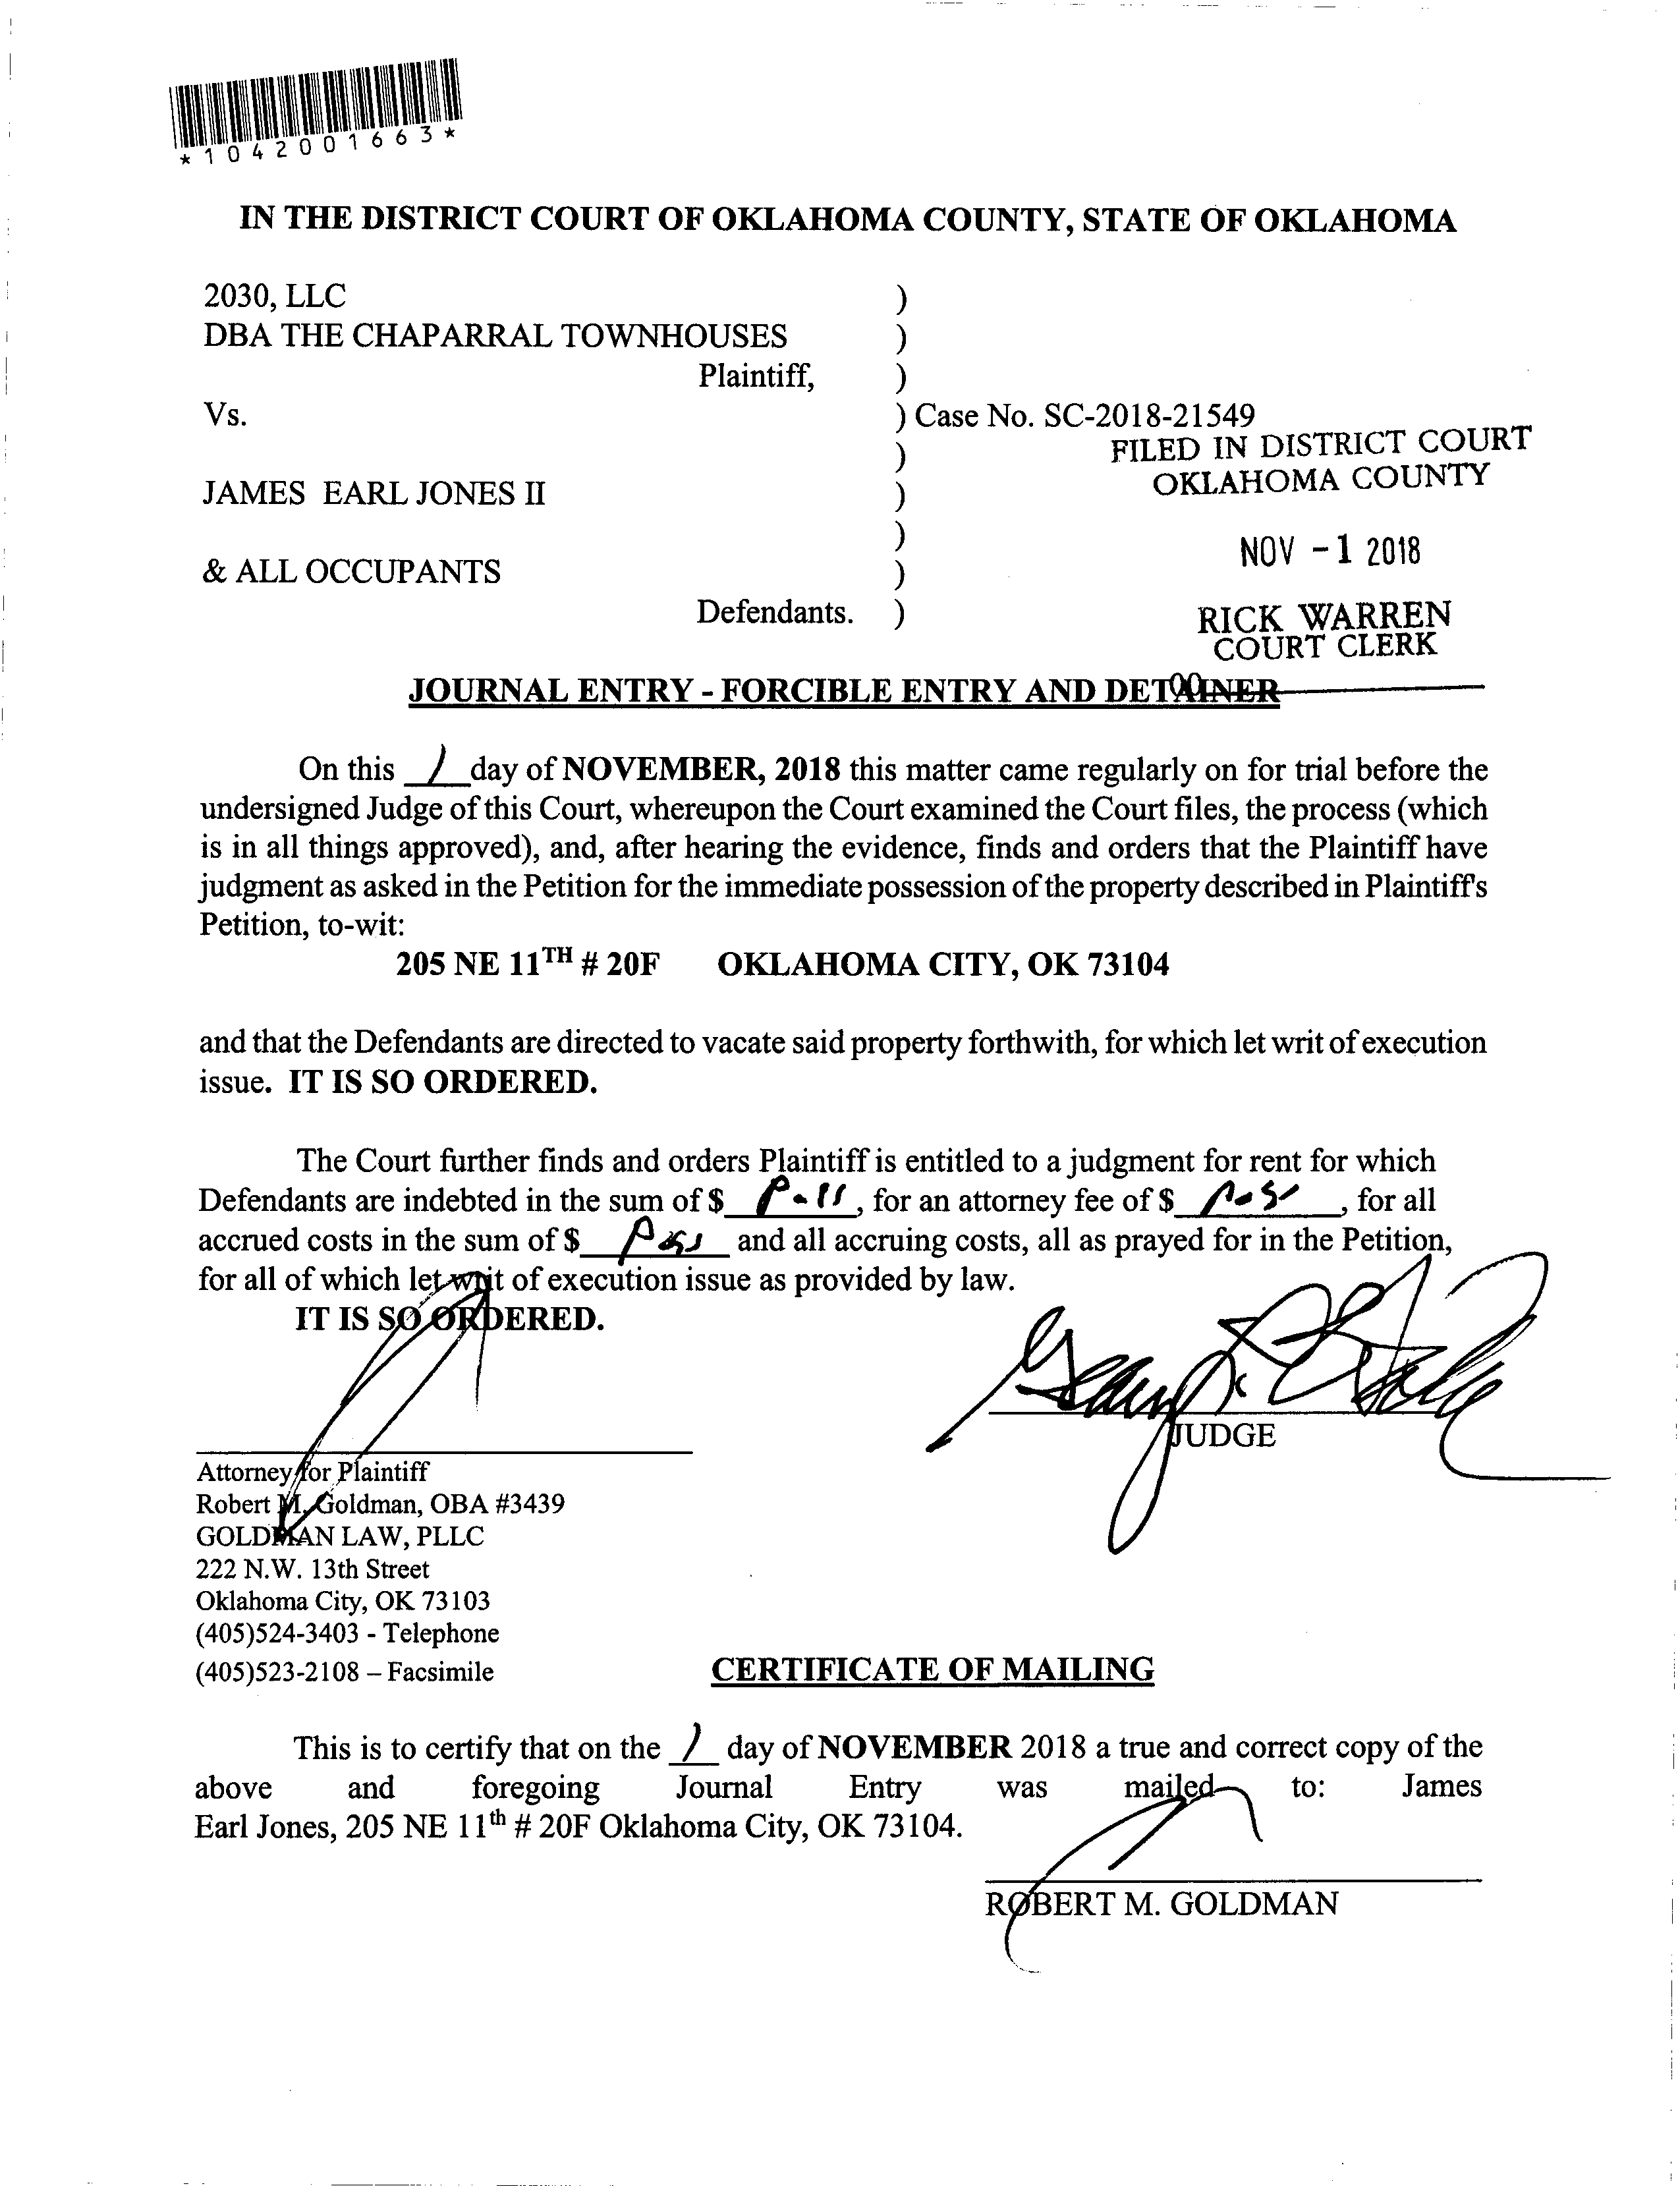 *1042001663*
IN THE DISTRICT COURT OF OKLAHOMA COUNTY, STATE OF OKLAHOMA
2030, LLC )
DBA THE CHAPARRAL TOWNHOUSES )
Plaintiff, )
Vs. ) Case No. SC-2018-21549
) FILED IN DISTRICT COURT
OKLAHOMA COUNTY
JAMES EARL JONES II )
)
NOV -1 2018
& ALL OCCUPANTS )
Defendants. )
RICK WARREN
COURT CLERK
JOURNAL ENTRY - FORCIBLE ENTRY AND DETAINER
On this 1 day of NOVEMBER, 2018 this matter came regularly on for trial before the
undersigned Judge of this Court, whereupon the Court examined the Court files, the process (which
is in all things approved), and, after hearing the evidence, finds and orders that the Plaintiff have
judgment as asked in the Petition for the immediate possession of the property described in Plaintiff's
Petition, to-wit:
205 NE 11TH # 20F OKLAHOMA CITY, OK 73104
and that the Defendants are directed to vacate said property forthwith, for which let writ of execution
issue. IT IS SO ORDERED.
The Court further finds and orders Plaintiff is entitled to a judgment for rent for which
Defendants are indebted in the sum of $ , for an attorney fee of $ , for all
accrued costs in the sum of $ and all accruing costs, all as prayed for in the Petition,
for all of which let writ of execution issue as provided by law.
IT IS SO ORDERED.
JUDGE
Attorney for Plaintiff
Robert M. Goldman, OBA #3439
GOLDMAN LAW, PLLC
222 N.W. 13th Street
Oklahoma City, OK 73103
(405)524-3403 - Telephone
(405)523-2108 – Facsimile
CERTIFICATE OF MAILING
This is to certify that on the 1 day of NOVEMBER 2018 a true and correct copy of the
above and foregoing Journal Entry was mailed to: James
Earl Jones, 205 NE 11th # 20F Oklahoma City, OK 73104.
ROBERT M. GOLDMAN